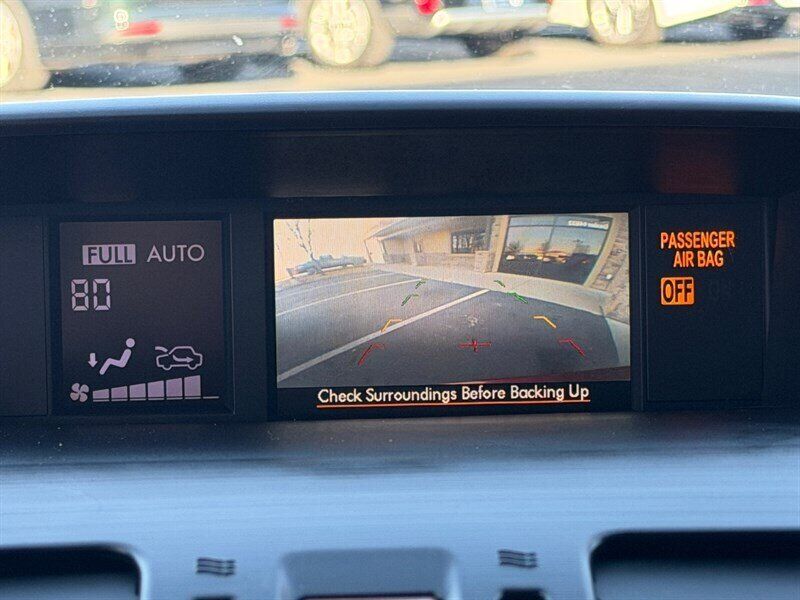 FULL AUTO
80
Check Surroundings Before Backing Up
PASSENGER
AIR BAG
OFF